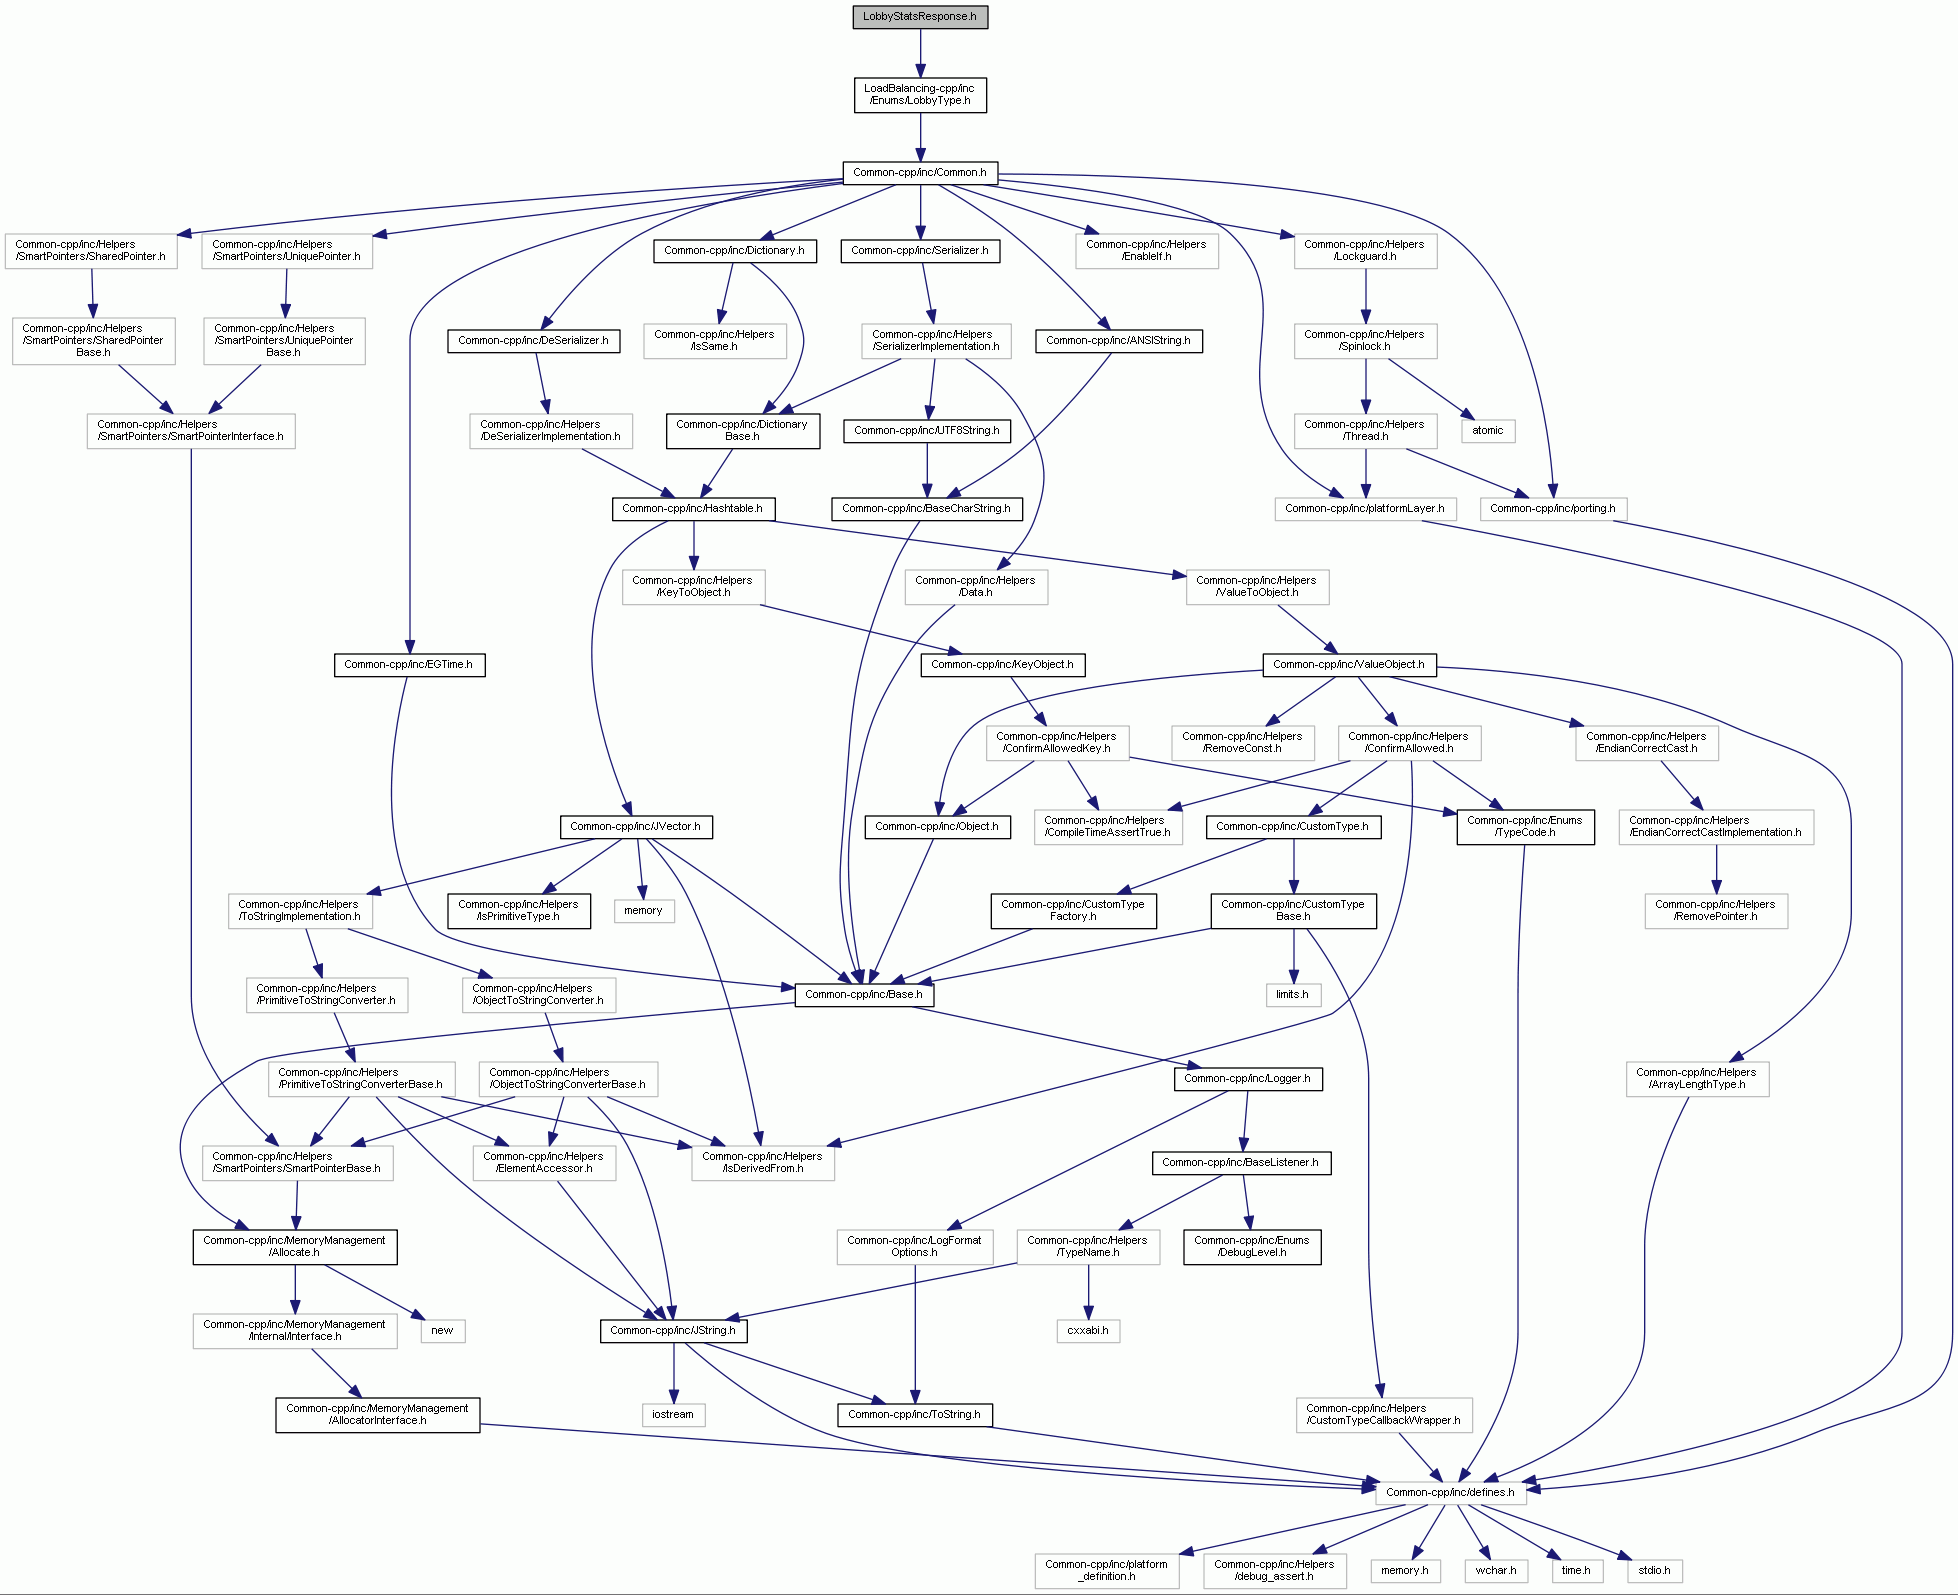 LobbyStatsResponse.h
LoadBalancing-cpp/inc
/Enums/LobbyType.h
Common-cpp/inc/Common.h
Common-cpp/inc/Helpers
/SmartPointers/SharedPointer.h
Common-cpp/inc/Helpers
/SmartPointers/UniquePointer.h
Common-cpp/inc/Dictionary.h
Common-cpp/inc/Serializer.h
Common-cpp/inc/Helpers
/EnableIf.h
Common-cpp/inc/Helpers
/Lockguard.h
Common-cpp/inc/Helpers
/SmartPointers/SharedPointer
Base.h
Common-cpp/inc/Helpers
/SmartPointers/UniquePointer
Base.h
Common-cpp/inc/DeSerializer.h
Common-cpp/inc/Helpers
/IsSame.h
Common-cpp/inc/Helpers
/SerializerImplementation.h
Common-cpp/inc/ANSIString.h
Common-cpp/inc/Helpers
/Spinlock.h
Common-cpp/inc/Helpers
/SmartPointers/SmartPointerInterface.h
Common-cpp/inc/Helpers
/DeSerializerImplementation.h
Common-cpp/inc/Dictionary
Base.h
Common-cpp/inc/UTF8String.h
Common-cpp/inc/Helpers
/Thread.h
atomic
Common-cpp/inc/Hashtable.h
Common-cpp/inc/BaseCharString.h
Common-cpp/inc/platformLayer.h
Common-cpp/inc/porting.h
Common-cpp/inc/Helpers
/KeyToObject.h
Common-cpp/inc/Helpers
/Data.h
Common-cpp/inc/Helpers
/ValueToObject.h
Common-cpp/inc/EGTime.h
Common-cpp/inc/KeyObject.h
Common-cpp/inc/ValueObject.h
Common-cpp/inc/Helpers
/ConfirmAllowedKey.h
Common-cpp/inc/Helpers
/RemoveConst.h
Common-cpp/inc/Helpers
/ConfirmAllowed.h
Common-cpp/inc/Helpers
/EndianCorrectCast.h
Common-cpp/inc/JVector.h
Common-cpp/inc/Object.h
Common-cpp/inc/Helpers
/CompileTimeAssertTrue.h
Common-cpp/inc/CustomType.h
Common-cpp/inc/Enums
/TypeCode.h
Common-cpp/inc/Helpers
/EndianCorrectCastImplementation.h
Common-cpp/inc/Helpers
/ToStringImplementation.h
Common-cpp/inc/Helpers
/IsPrimitiveType.h
memory
Common-cpp/inc/CustomType
Factory.h
Common-cpp/inc/CustomType
Base.h
Common-cpp/inc/Helpers
/RemovePointer.h
Common-cpp/inc/Helpers
/PrimitiveToStringConverter.h
Common-cpp/inc/Helpers
/ObjectToStringConverter.h
Common-cpp/inc/Base.h
limits.h
Common-cpp/inc/Helpers
/PrimitiveToStringConverterBase.h
Common-cpp/inc/Helpers
/ObjectToStringConverterBase.h
Common-cpp/inc/Logger.h
Common-cpp/inc/Helpers
/ArrayLengthType.h
Common-cpp/inc/Helpers
/SmartPointers/SmartPointerBase.h
Common-cpp/inc/Helpers
/ElementAccessor.h
Common-cpp/inc/Helpers
/IsDerivedFrom.h
Common-cpp/inc/BaseListener.h
Common-cpp/inc/MemoryManagement
/Allocate.h
Common-cpp/inc/LogFormat
Options.h
Common-cpp/inc/Helpers
/TypeName.h
Common-cpp/inc/Enums
/DebugLevel.h
Common-cpp/inc/MemoryManagement
/Internal/Interface.h
new
Common-cpp/inc/JString.h
cxxabi.h
Common-cpp/inc/MemoryManagement
/AllocatorInterface.h
iostream
Common-cpp/inc/ToString.h
Common-cpp/inc/Helpers
/CustomTypeCallbackWrapper.h
Common-cpp/inc/defines.h
Common-cpp/inc/platform
_definition.h
Common-cpp/inc/Helpers
/debug_assert.h
memory.h
wchar.h
time.h
stdio.h